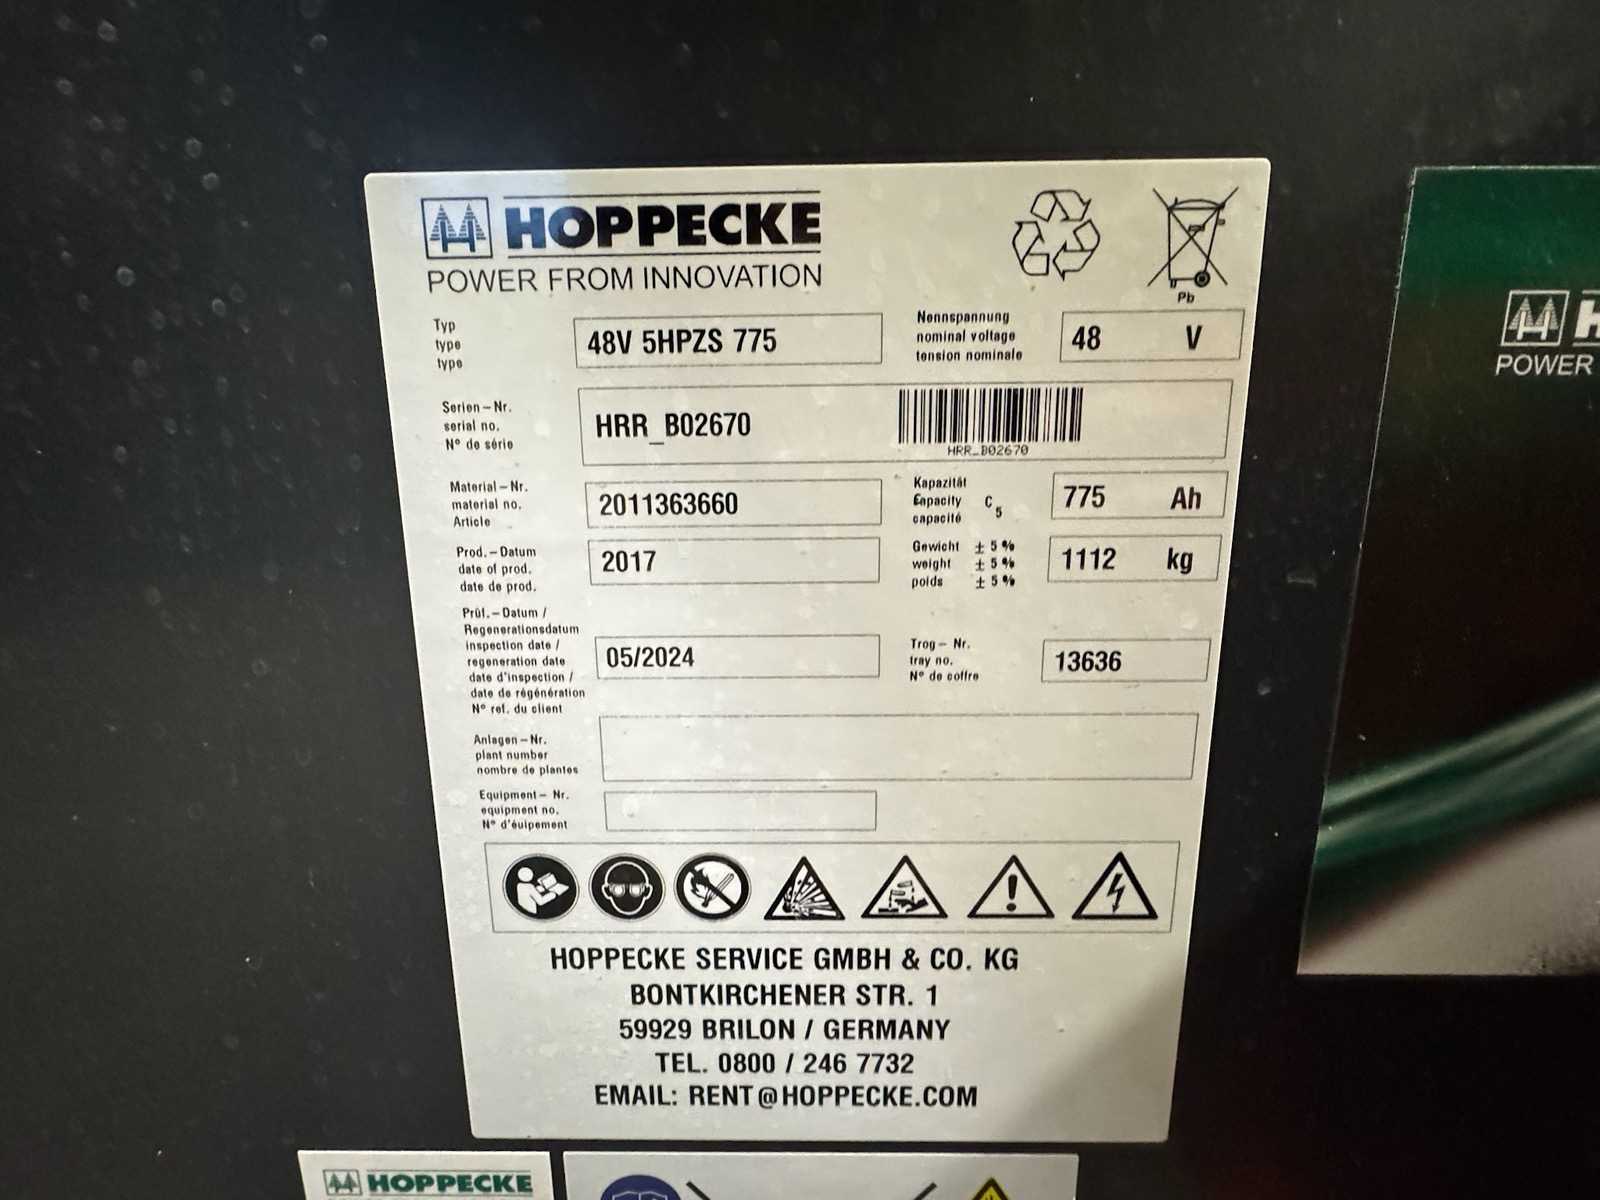 HOPPECKE
POWER FROM INNOVATION
Pb
Typ
type
type
48V 5HPZS 775
Nennspannung
nominal voltage
tension nominale
48 V
Serien-Nr.
serial no.
N° de série
HRR_B02670
HRR_B02670
Material-Nr.
material no.
Article
2011363660
Kapazität
Capacity
capacité
C5
775 Ah
Prod.-Datum
date of prod.
date de prod.
2017
Gewicht ± 5 %
weight ± 5 %
poids ± 5 %
1112 kg
Prüf.-Datum /
Regenerationsdatum
inspection date /
regeneration date
date d'inspection /
date de régénération
N° ref. du client
05/2024
Trog- Nr.
tray no.
N° de coffre
13636
Anlagen-Nr.
plant number
nombre de plantes
Equipment- Nr.
equipment no.
N° d'éuipement
HOPPECKE SERVICE GMBH & CO. KG
BONTKIRCHENER STR. 1
59929 BRILON / GERMANY
TEL. 0800 / 246 7732
EMAIL: RENT@HOPPECKE.COM
H
POWER
HOPPECKE